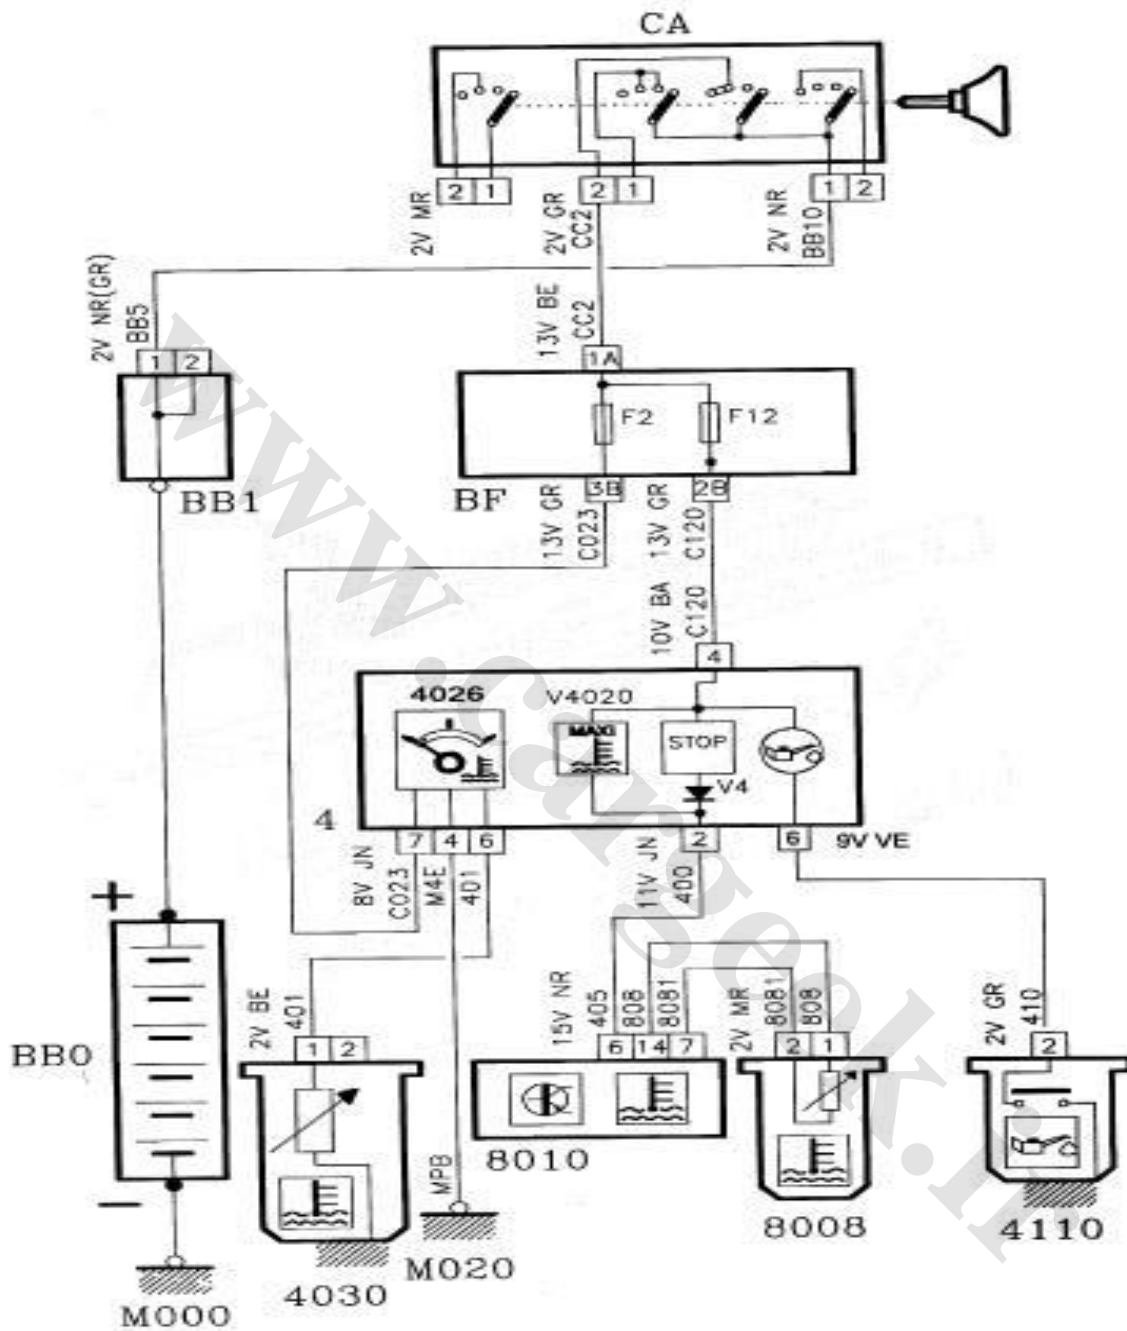 CA
2 1
2 1
1 2
2V MR
2V GR
CC2
2V NR
BB10
2V NR(GR)
BB5
13V BE
CC2
1 2
1A
F2
F12
BB1
BF
3B
2B
13V GR
C023
13V GR
C120
10V BA
C120
4
4026
V4020
MAXI
STOP
V4
4
7 4 6
2
6
9V VE
8V JN
C023
M4E
401
11V JN
400
+
BB0
-
2V BE
401
1 2
15V NR
405
808
8081
6 14 7
2V MR
8081
808
2 1
2V GR
410
2
MPB
8010
8008
4110
M020
4030
M000
www.cargeek.ir